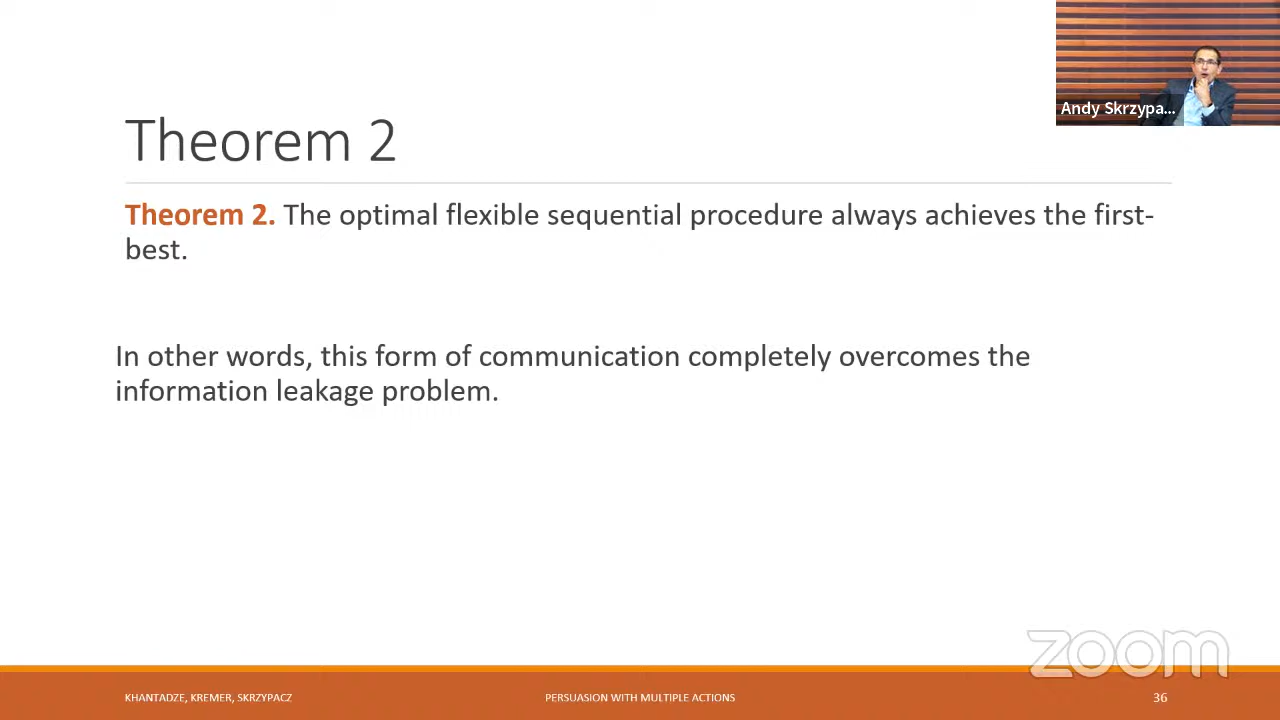 Andy Skrzypa...
Theorem 2
Theorem 2. The optimal flexible sequential procedure always achieves the first-
best.
In other words, this form of communication completely overcomes the
information leakage problem.
zoom
KHANTADZE, KREMER, SKRZYPACZ
PERSUASION WITH MULTIPLE ACTIONS
36